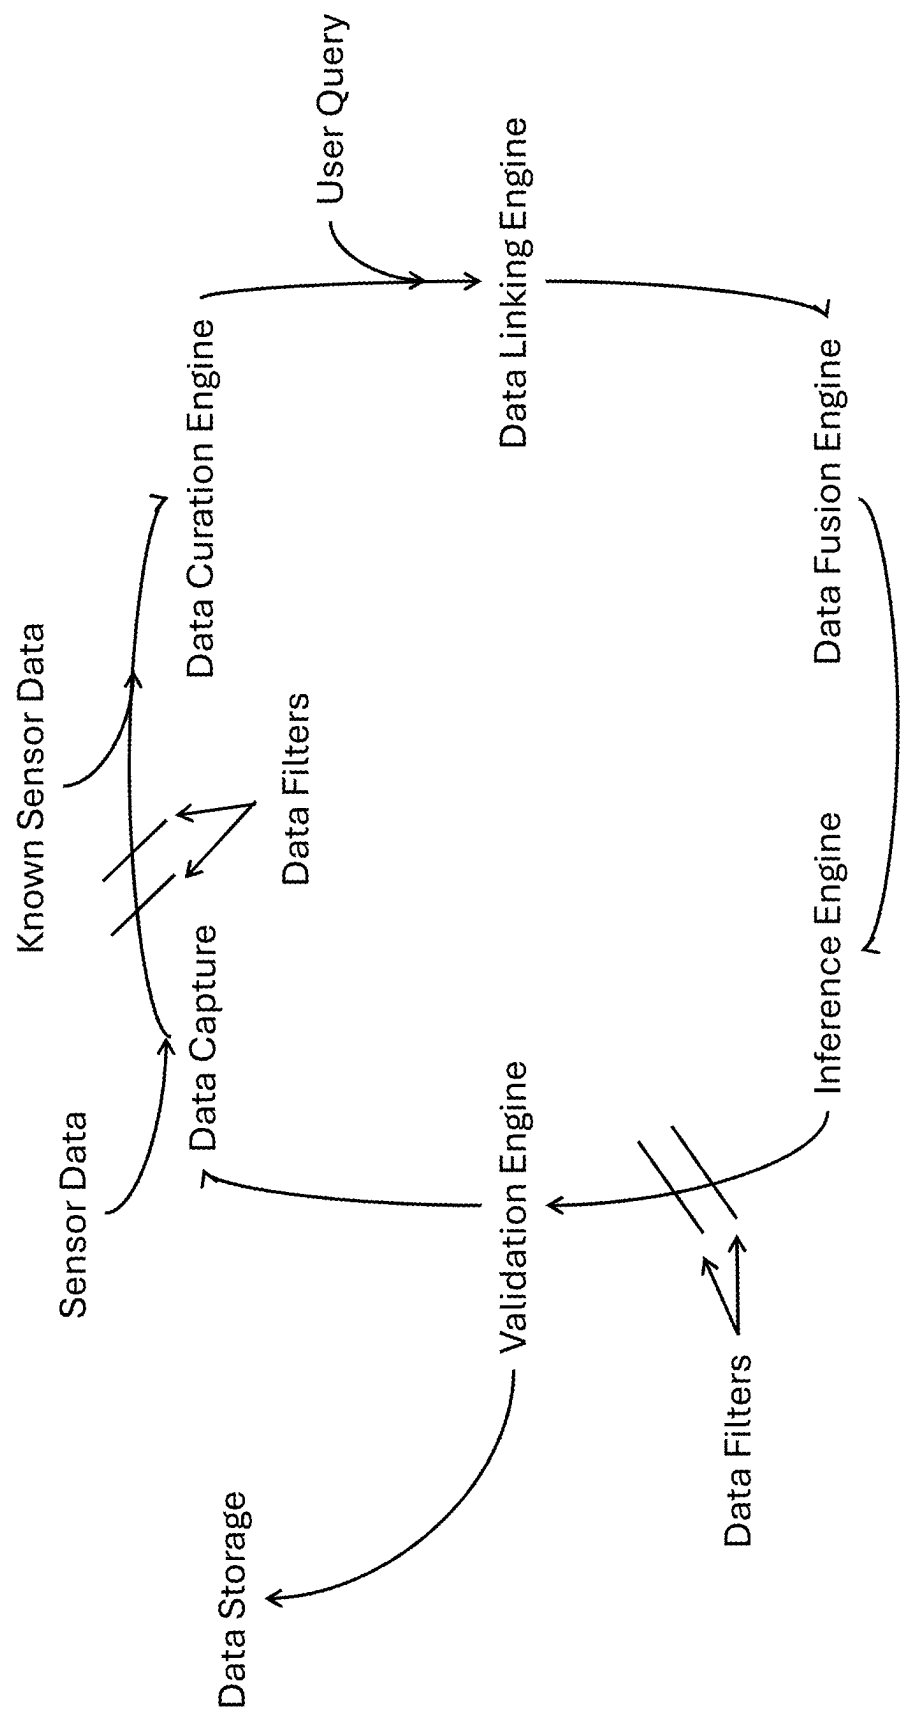 Known Sensor Data
Sensor Data
Data Storage
Data Capture
Data Curation Engine
Data Filters
User Query
Validation Engine
Data Linking Engine
Data Filters
Inference Engine
Data Fusion Engine